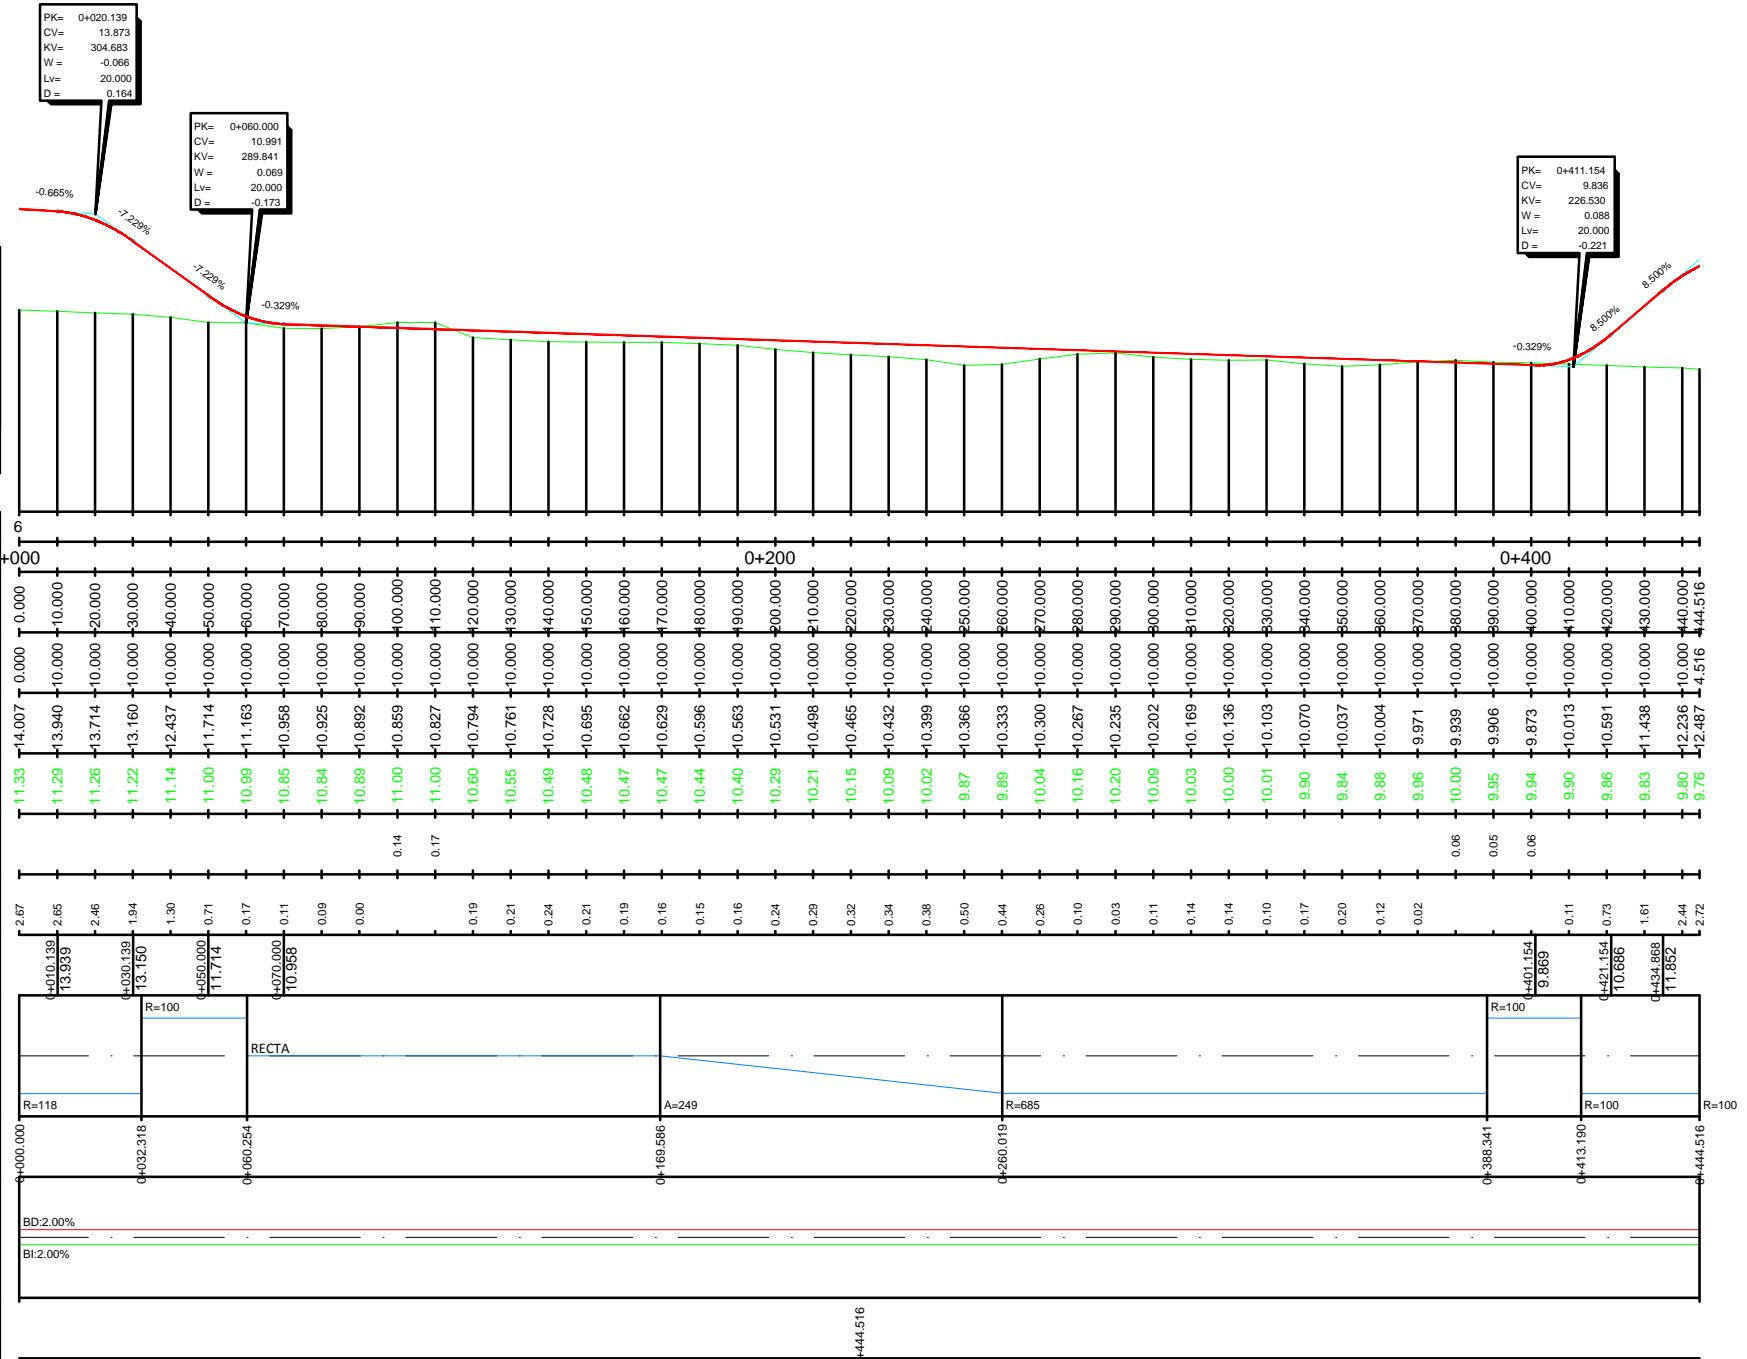 PK= 0+020.139
CV= 13.873
KV= 304.683
W = -0.066
Lv= 20.000
D = 0.164
PK= 0+060.000
CV= 10.991
KV= 289.841
W = 0.069
Lv= 20.000
D = -0.173
PK= 0+411.154
CV= 9.836
KV= 226.530
W = 0.088
Lv= 20.000
D = -0.221
-0.665%
-7.229%
-7.229%
-0.329%
-0.329%
8.500%
8.500%
6
+000 0+200 0+400
0.000 10.000 20.000 30.000 40.000 50.000 60.000 70.000 80.000 90.000 100.000 110.000 120.000 130.000 140.000 150.000 160.000 170.000 180.000 190.000 200.000 210.000 220.000 230.000 240.000 250.000 260.000 270.000 280.000 290.000 300.000 310.000 320.000 330.000 340.000 350.000 360.000 370.000 380.000 390.000 400.000 410.000 420.000 430.000 440.000 444.516
0.000 10.000 10.000 10.000 10.000 10.000 10.000 10.000 10.000 10.000 10.000 10.000 10.000 10.000 10.000 10.000 10.000 10.000 10.000 10.000 10.000 10.000 10.000 10.000 10.000 10.000 10.000 10.000 10.000 10.000 10.000 10.000 10.000 10.000 10.000 10.000 10.000 10.000 10.000 10.000 10.000 10.000 10.000 10.000 10.000 4.516
14.007 13.940 13.714 13.160 12.437 11.714 11.163 10.958 10.925 10.892 10.859 10.827 10.794 10.761 10.728 10.695 10.662 10.629 10.596 10.563 10.531 10.498 10.465 10.432 10.399 10.366 10.333 10.300 10.267 10.235 10.202 10.169 10.136 10.103 10.070 10.037 10.004 9.971 9.939 9.906 9.873 10.013 10.591 11.438 12.236 12.487
11.33 11.29 11.26 11.22 11.14 11.00 10.99 10.85 10.84 10.89 11.00 11.00 10.60 10.55 10.49 10.48 10.47 10.47 10.44 10.40 10.29 10.21 10.15 10.09 10.02 9.87 9.89 10.04 10.16 10.20 10.09 10.03 10.00 10.01 9.90 9.84 9.88 9.96 10.00 9.95 9.94 9.90 9.86 9.83 9.80 9.76
0.14 0.17 0.06 0.05 0.06
2.67 2.65 2.46 1.94 1.30 0.71 0.17 0.11 0.09 0.00 0.19 0.21 0.24 0.21 0.19 0.16 0.15 0.16 0.24 0.29 0.32 0.34 0.38 0.50 0.44 0.26 0.10 0.03 0.11 0.14 0.14 0.10 0.17 0.20 0.12 0.02 0.11 0.73 1.61 2.44 2.72
0+010.139 0+030.139 0+050.000 0+070.000 0+401.154 0+421.154 0+434.868
13.939 13.150 11.714 10.958 9.869 10.686 11.852
R=100 R=100
RECTA
R=118 A=249 R=685 R=100 R=100
0+000.000 0+032.318 0+060.254 0+169.586 0+260.019 0+388.341 0+413.190 0+444.516
BD:2.00%
BI:2.00%
+444.516